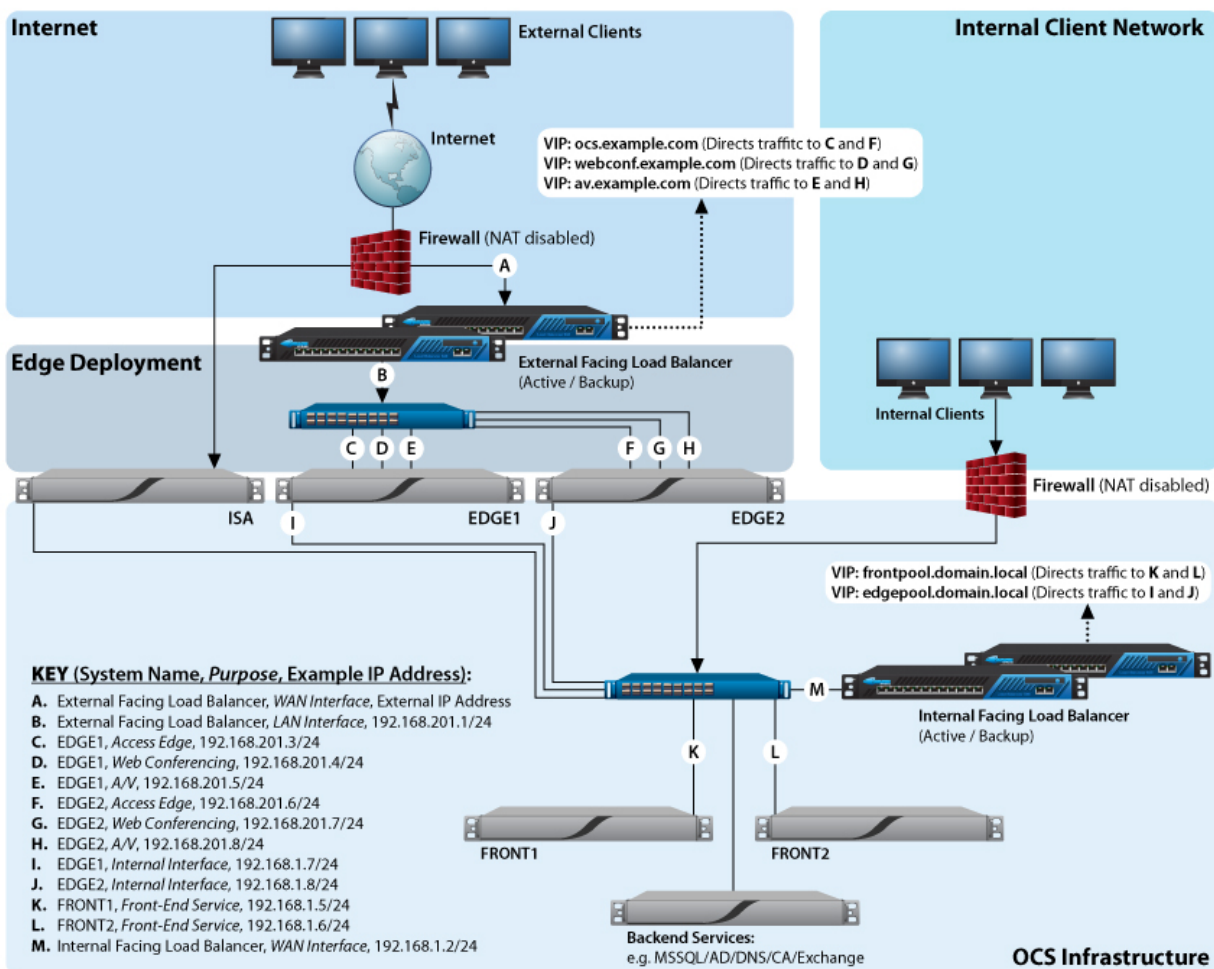 Internet
External Clients
Internal Client Network
Internet
VIP: ocs.example.com (Directs traffitc to C and F)
VIP: webconf.example.com (Directs traffic to D and G)
VIP: av.example.com (Directs traffic to E and H)
Firewall (NAT disabled)
A
Edge Deployment
External Facing Load Balancer
(Active / Backup)
B
Internal Clients
C D E F G H
Firewall (NAT disabled)
ISA
EDGE1
EDGE2
I
J
VIP: frontpool.domain.local (Directs traffic to K and L)
VIP: edgepool.domain.local (Directs traffic to I and J)
KEY (System Name, Purpose, Example IP Address):
A. External Facing Load Balancer, WAN Interface, External IP Address
B. External Facing Load Balancer, LAN Interface, 192.168.201.1/24
C. EDGE1, Access Edge, 192.168.201.3/24
D. EDGE1, Web Conferencing, 192.168.201.4/24
E. EDGE1, A/V, 192.168.201.5/24
F. EDGE2, Access Edge, 192.168.201.6/24
G. EDGE2, Web Conferencing, 192.168.201.7/24
H. EDGE2, A/V, 192.168.201.8/24
I. EDGE1, Internal Interface, 192.168.1.7/24
J. EDGE2, Internal Interface, 192.168.1.8/24
K. FRONT1, Front-End Service, 192.168.1.5/24
L. FRONT2, Front-End Service, 192.168.1.6/24
M. Internal Facing Load Balancer, WAN Interface, 192.168.1.2/24
M
Internal Facing Load Balancer
(Active / Backup)
K
L
FRONT1
FRONT2
Backend Services:
e.g. MSSQL/AD/DNS/CA/Exchange
OCS Infrastructure